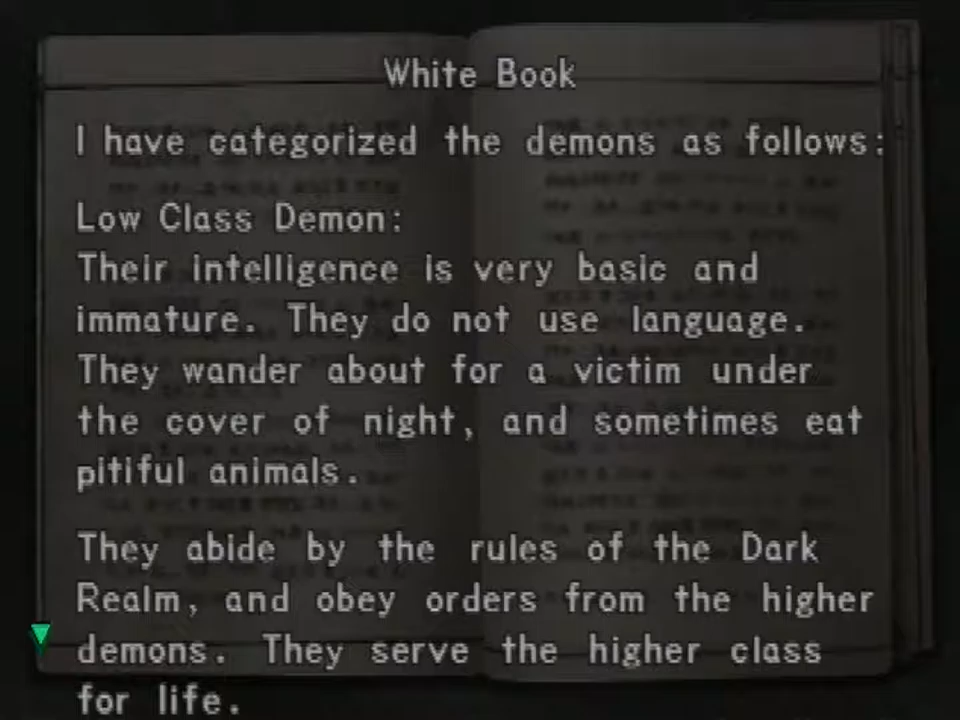 White Book
I have categorized the demons as follows:
Low Class Demon:
Their intelligence is very basic and
immature. They do not use language.
They wander about for a victim under
the cover of night, and sometimes eat
pitiful animals.
They abide by the rules of the Dark
Realm, and obey orders from the higher
demons. They serve the higher class
for life.